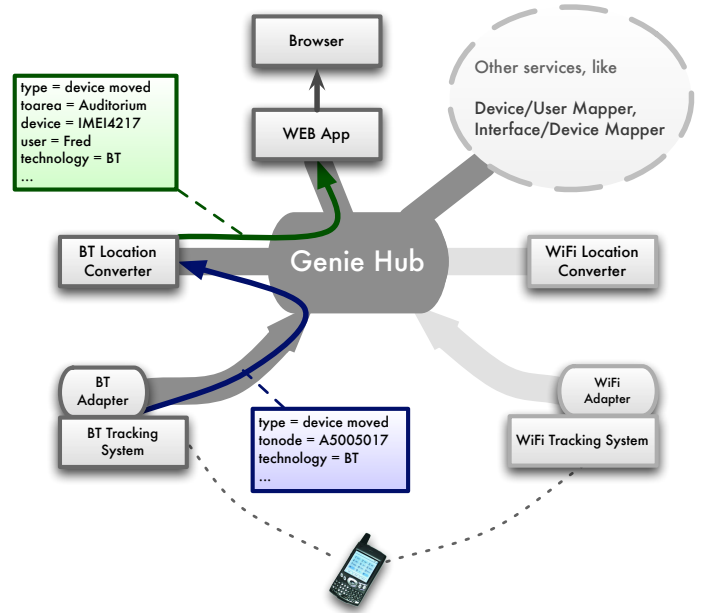 Browser
Other services, like
Device/User Mapper,
Interface/Device Mapper
type = device moved
toarea = Auditorium
device = IMEI4217
user = Fred
technology = BT
...
WEB App
BT Location
Converter
Genie Hub
WiFi Location
Converter
BT
Adapter
BT Tracking
System
type = device moved
tonode = A5005017
technology = BT
...
WiFi
Adapter
WiFi Tracking System